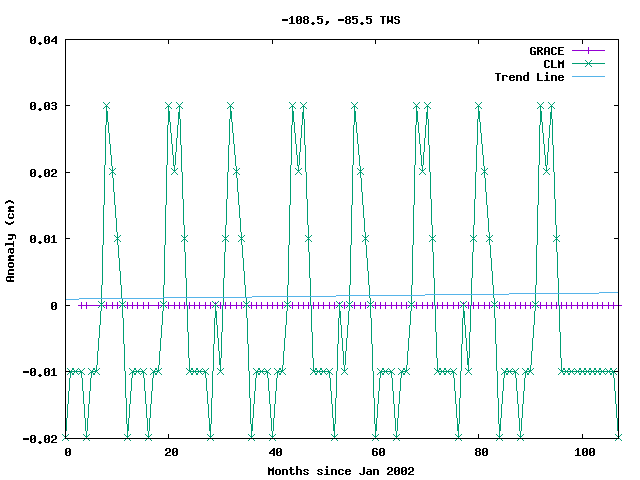 -108.5, -85.5 TWS
0.04
0.03
0.02
0.01
0
-0.01
-0.02
Anomaly (cm)
GRACE
CLM
Trend Line
0 20 40 60 80 100
Months since Jan 2002